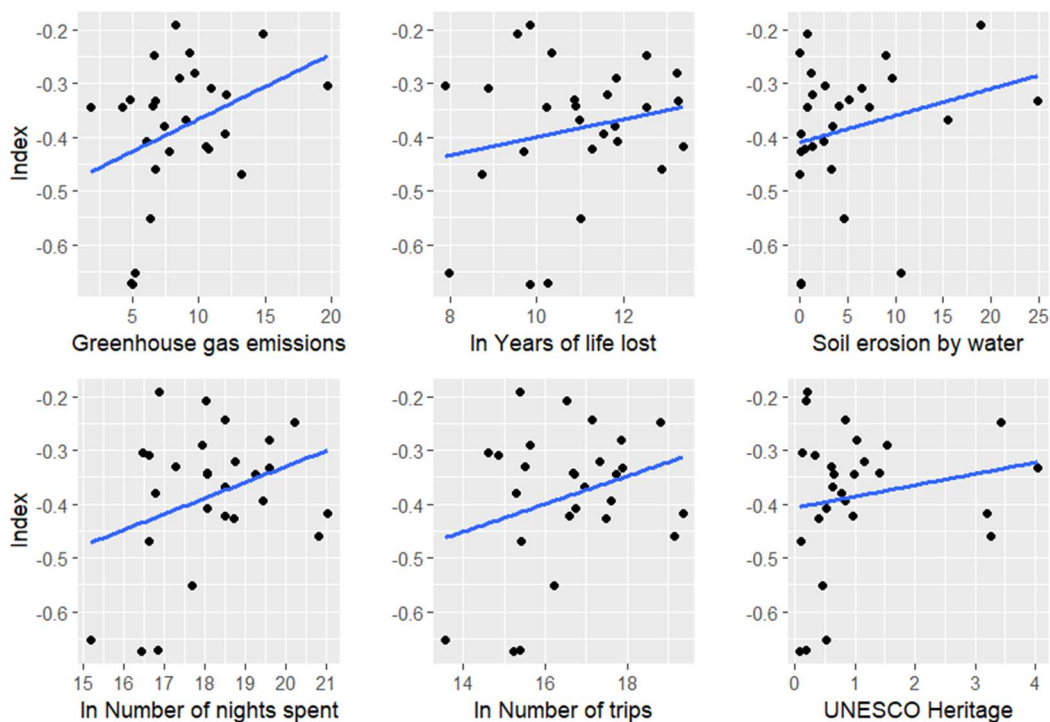 Index
-0.2
-0.3
-0.4
-0.5
-0.6
5 10 15 20
Greenhouse gas emissions
-0.2
-0.3
-0.4
-0.5
-0.6
8 10 12
ln Years of life lost
-0.2
-0.3
-0.4
-0.5
-0.6
0 5 10 15 20 25
Soil erosion by water
Index
-0.2
-0.3
-0.4
-0.5
-0.6
15 16 17 18 19 20 21
ln Number of nights spent
-0.2
-0.3
-0.4
-0.5
-0.6
14 16 18
ln Number of trips
-0.2
-0.3
-0.4
-0.5
-0.6
0 1 2 3 4
UNESCO Heritage